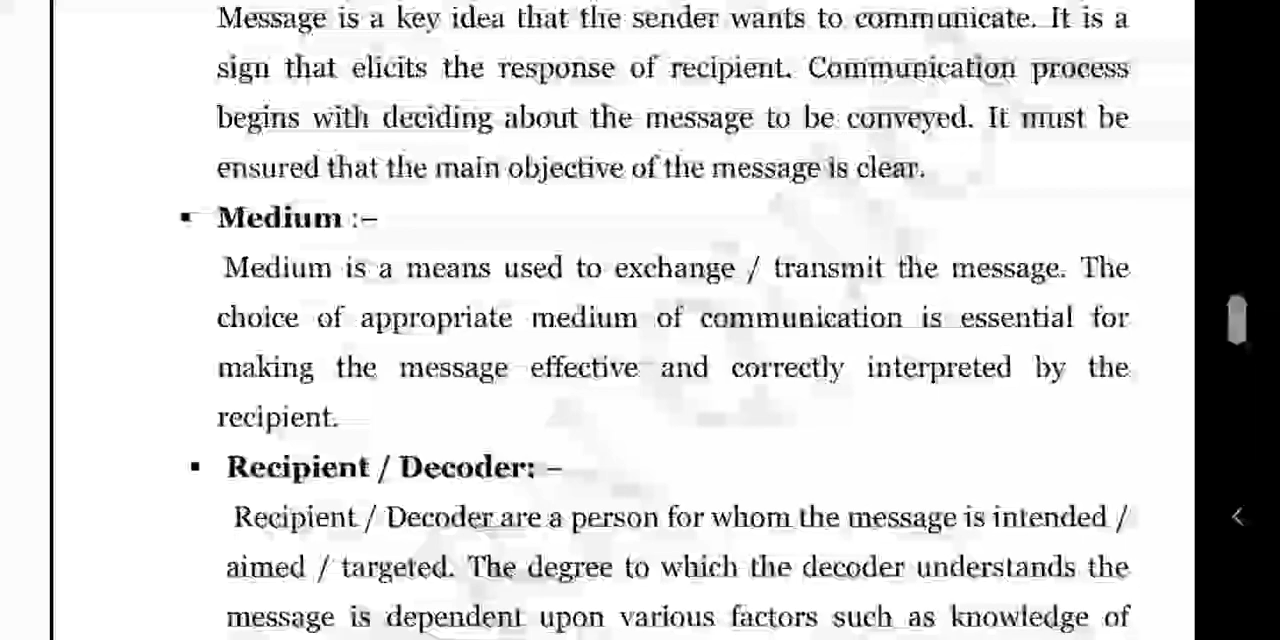 Message is a key idea that the sender wants to communicate. It is a
sign that elicits the response of recipient. Communication process
begins with deciding about the message to be conveyed. It must be
ensured that the main objective of the message is clear.
▪ Medium :–
Medium is a means used to exchange / transmit the message. The
choice of appropriate medium of communication is essential for
making the message effective and correctly interpreted by the
recipient.
▪ Recipient / Decoder: –
Recipient / Decoder are a person for whom the message is intended /
aimed / targeted. The degree to which the decoder understands the
message is dependent upon various factors such as knowledge of